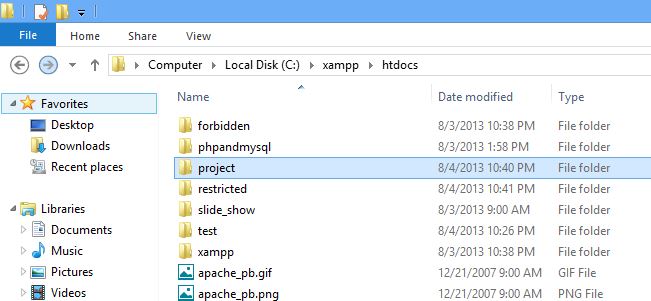 File Home Share View
Computer Local Disk (C:) xampp htdocs
Favorites
Desktop
Downloads
Recent places
Libraries
Documents
Music
Pictures
Videos
Name Date modified Type
forbidden 8/3/2013 10:38 PM File folder
phpandmysql 8/3/2013 1:58 PM File folder
project 8/4/2013 10:40 PM File folder
restricted 8/4/2013 10:41 PM File folder
slide_show 8/3/2013 9:00 AM File folder
test 8/4/2013 10:26 PM File folder
xampp 8/3/2013 10:38 PM File folder
apache_pb.gif 12/21/2007 9:00 AM GIF File
apache_pb.png 12/21/2007 9:00 AM PNG File